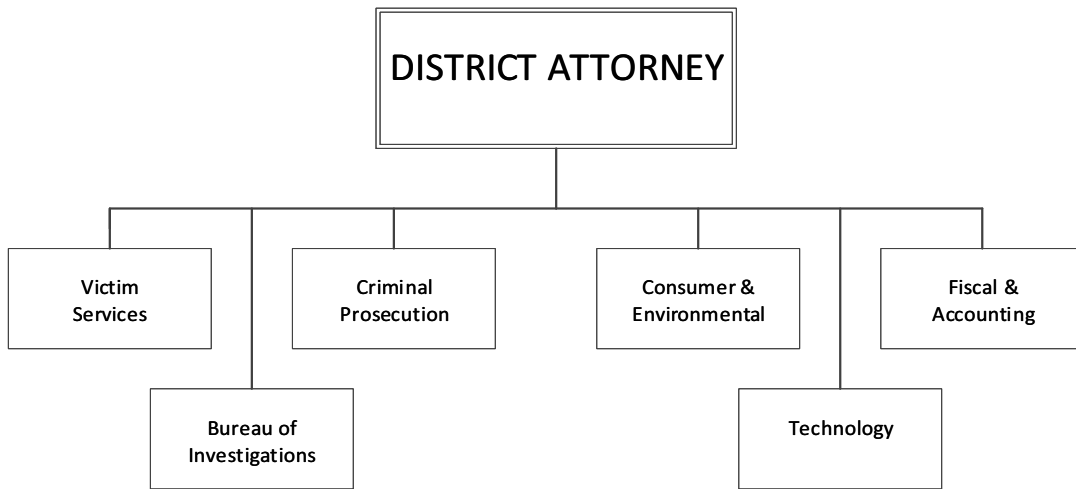 DISTRICT ATTORNEY
Victim
Services
Criminal
Prosecution
Consumer &
Environmental
Fiscal &
Accounting
Bureau of
Investigations
Technology